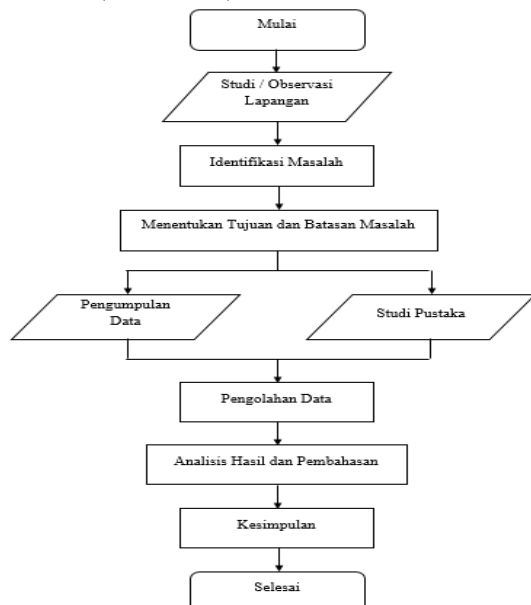 Mulai
Studi / Observasi
Lapangan
Identifikasi Masalah
Menentukan Tujuan dan Batasan Masalah
Pengumpulan
Data
Studi Pustaka
Pengolahan Data
Analisis Hasil dan Pembahasan
Kesimpulan
Selesai